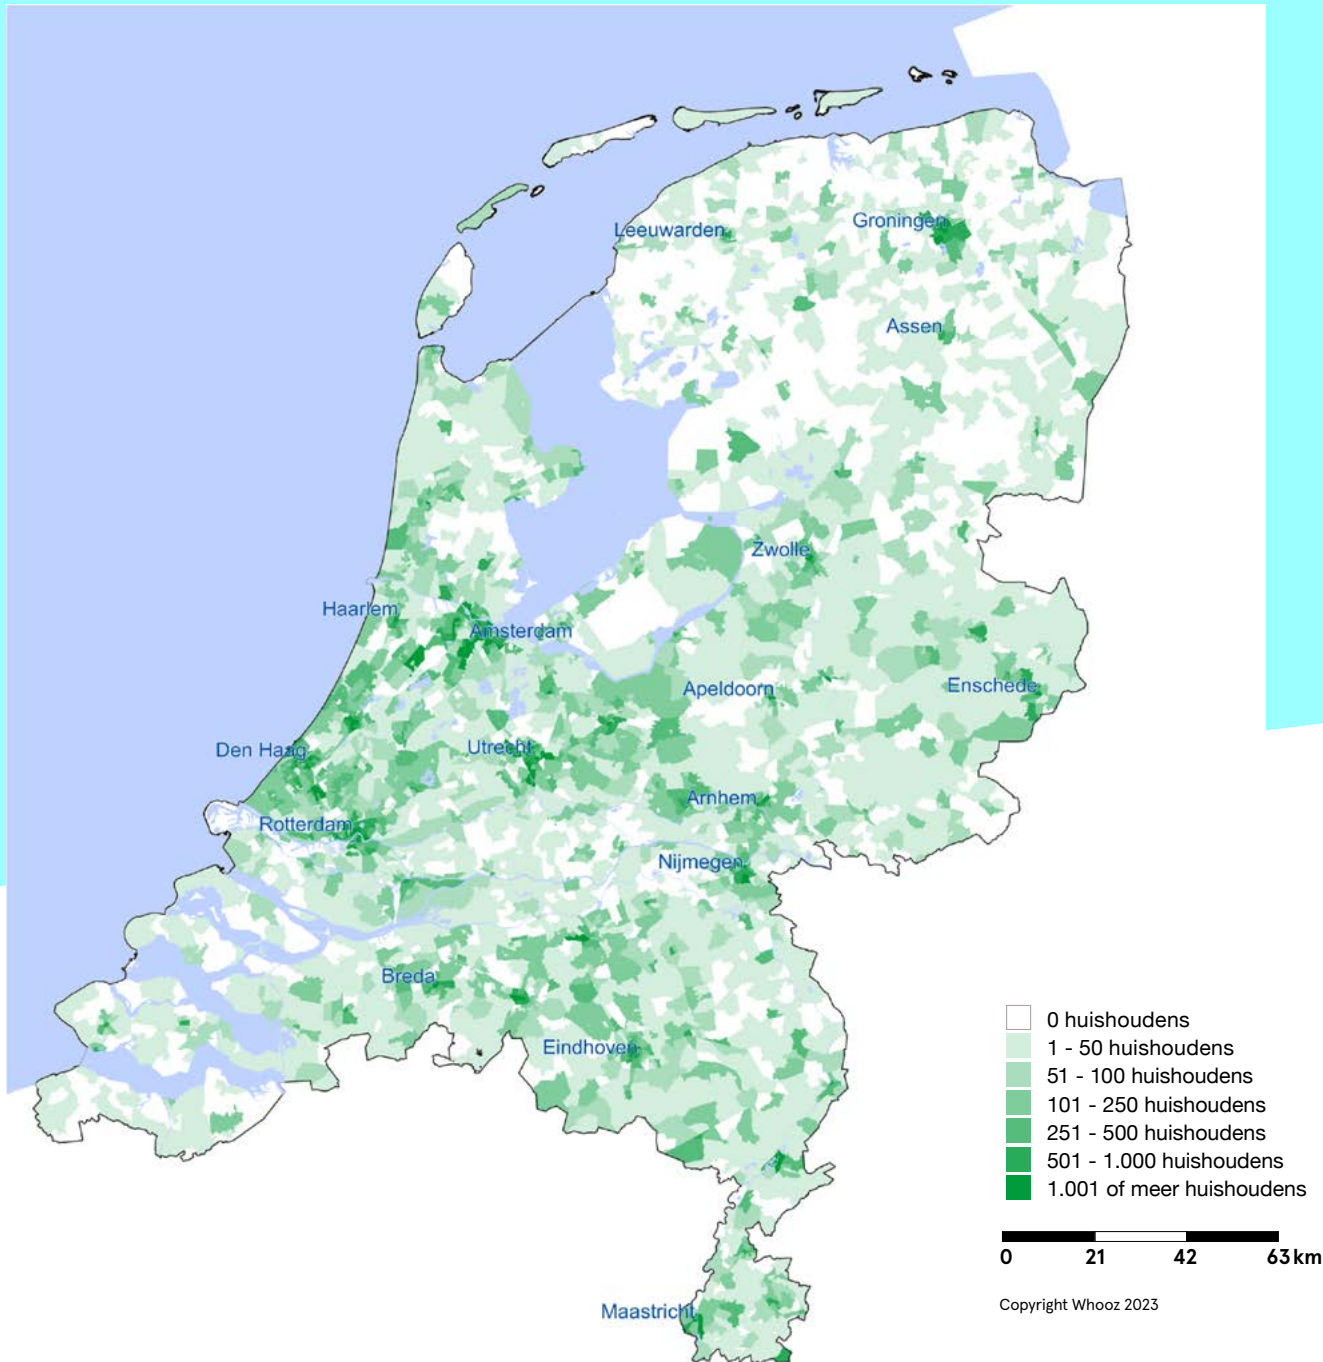 Leeuwarden
Groningen
Assen
Zwolle
Haarlem
Amsterdam
Apeldoorn
Enschede
Den Haag
Utrecht
Arnhem
Rotterdam
Nijmegen
Breda
Eindhoven
Maastricht
0 huishoudens
1 - 50 huishoudens
51 - 100 huishoudens
101 - 250 huishoudens
251 - 500 huishoudens
501 - 1.000 huishoudens
1.001 of meer huishoudens
0 21 42 63 km
Copyright Whooz 2023